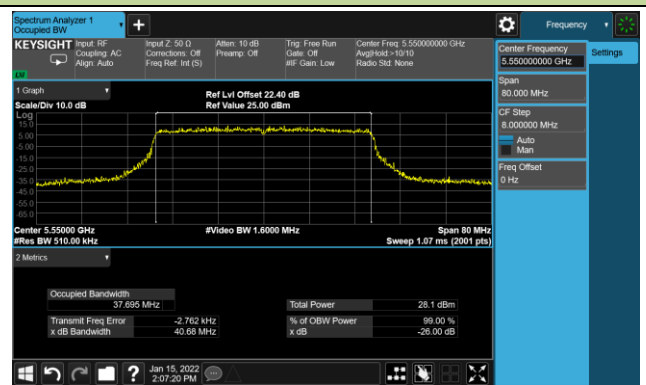 Spectrum Analyzer 1
Occupied BW
Frequency
KEYSIGHT
Input: RF
Coupling: AC
Align: Auto
Input Z: 50 Ω
Corrections: Off
Freq Ref: Int (S)
Atten: 10 dB
Preamp: Off
Trig: Free Run
Gate: Off
#IF Gain: Low
Center Freq: 5.550000000 GHz
Avg|Hold:>10/10
Radio Std: None
LXI
Center Frequency
5.550000000 GHz
Settings
Span
80.000 MHz
CF Step
8.000000 MHz
Auto
Man
Freq Offset
0 Hz
1 Graph
Scale/Div 10.0 dB
Ref Lvl Offset 22.40 dB
Ref Value 25.00 dBm
Log
15.0
5.00
-5.00
-15.0
-25.0
-35.0
-45.0
-55.0
-65.0
Center 5.55000 GHz
#Res BW 510.00 kHz
#Video BW 1.6000 MHz
Span 80 MHz
Sweep 1.07 ms (2001 pts)
2 Metrics
Occupied Bandwidth
37.695 MHz
Total Power 28.1 dBm
Transmit Freq Error -2.762 kHz
% of OBW Power 99.00 %
x dB Bandwidth 40.68 MHz
x dB -26.00 dB
Jan 15, 2022
2:07:20 PM